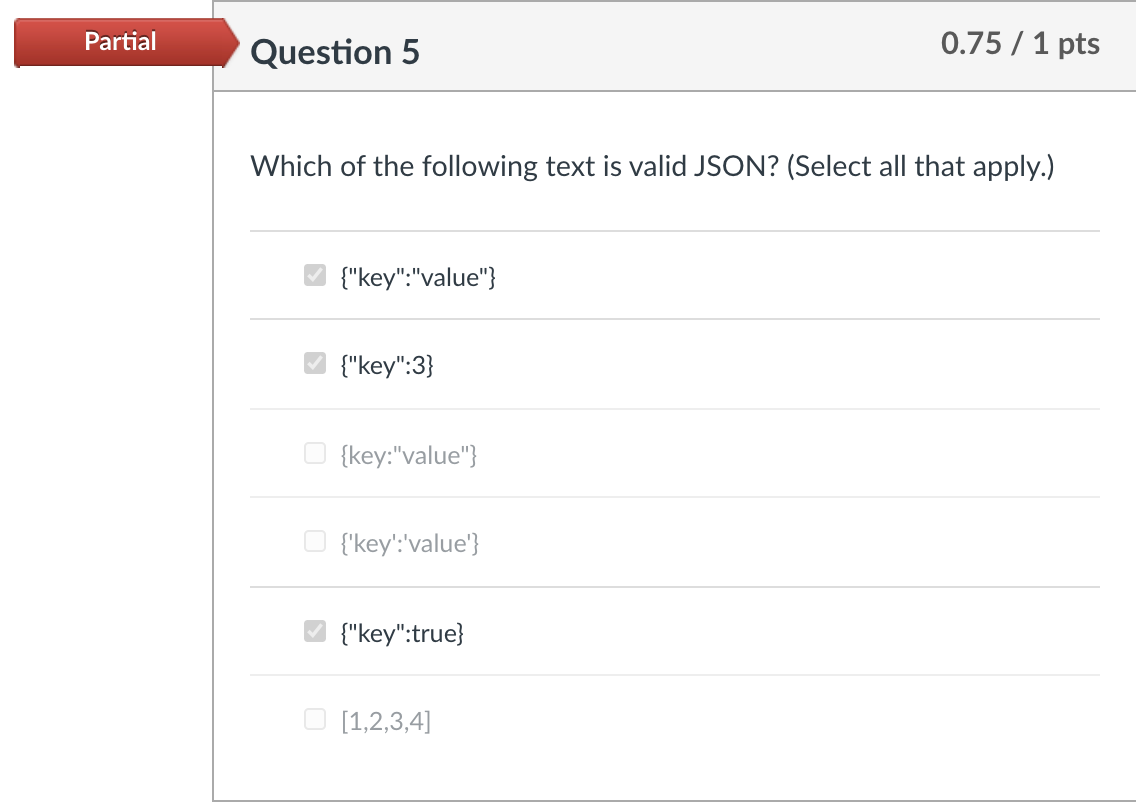 Partial
Question 5
0.75 / 1 pts
Which of the following text is valid JSON? (Select all that apply.)
{"key":"value"}
{"key":3}
{key:"value"}
{'key':'value'}
{"key":true}
[1,2,3,4]